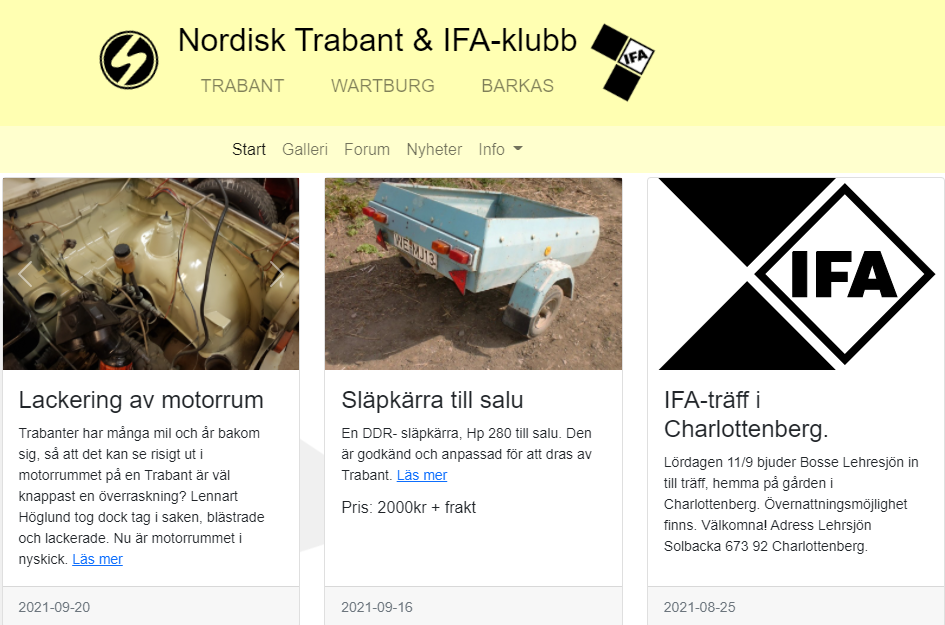 Nordisk Trabant & IFA-klubb
IFA
TRABANT WARTBURG BARKAS
Start Galleri Forum Nyheter Info
WE MJ 13
IFA
Lackering av motorrum
Trabanter har många mil och år bakom
sig, så att det kan se risigt ut i
motorrummet på en Trabant är väl
knappast en överraskning? Lennart
Höglund tog dock tag i saken, blästrade
och lackerade. Nu är motorrummet i
nyskick. Läs mer
2021-09-20
Släpkärra till salu
En DDR- släpkärra, Hp 280 till salu. Den
är godkänd och anpassad för att dras av
Trabant. Läs mer
Pris: 2000kr + frakt
2021-09-16
IFA-träff i
Charlottenberg.
Lördagen 11/9 bjuder Bosse Lehresjön in
till träff, hemma på gården i
Charlottenberg. Övernattningsmöjlighet
finns. Välkomna! Adress Lehrsjön
Solbacka 673 92 Charlottenberg.
2021-08-25